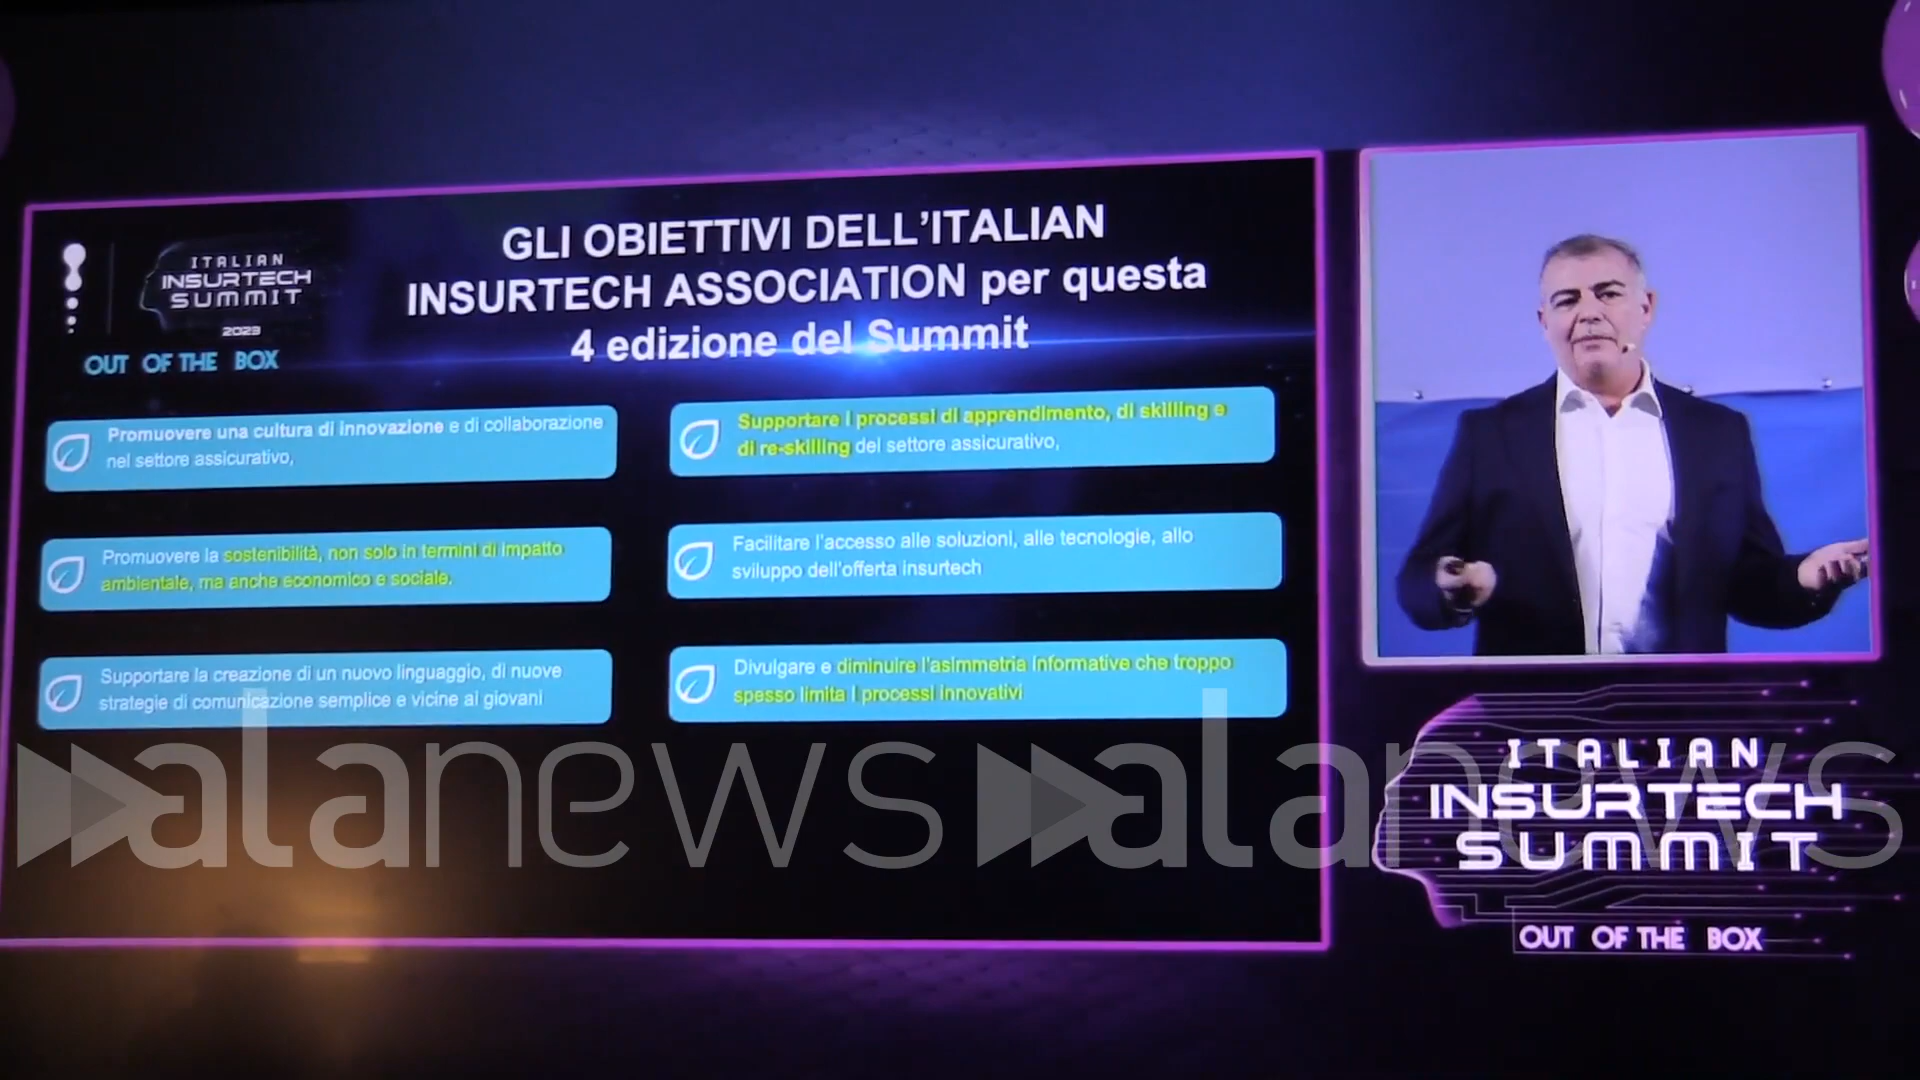 ITALIAN
INSURTECH
SUMMIT
2023
OUT OF THE BOX
GLI OBIETTIVI DELL'ITALIAN
INSURTECH ASSOCIATION per questa
4 edizione del Summit
Promuovere una cultura di innovazione e di collaborazione
nel settore assicurativo,
Promuovere la sostenibilità, non solo in termini di impatto
ambientale, ma anche economico e sociale.
Supportare la creazione di un nuovo linguaggio, di nuove
strategie di comunicazione semplice e vicine ai giovani
Supportare i processi di apprendimento, di skilling e
di re-skilling del settore assicurativo,
Facilitare l'accesso alle soluzioni, alle tecnologie, allo
sviluppo dell'offerta insurtech
Divulgare e diminuire l'asimmetria informative che troppo
spesso limita i processi innovativi
alanews alanews
ITALIAN
INSURTECH
SUMMIT
OUT OF THE BOX